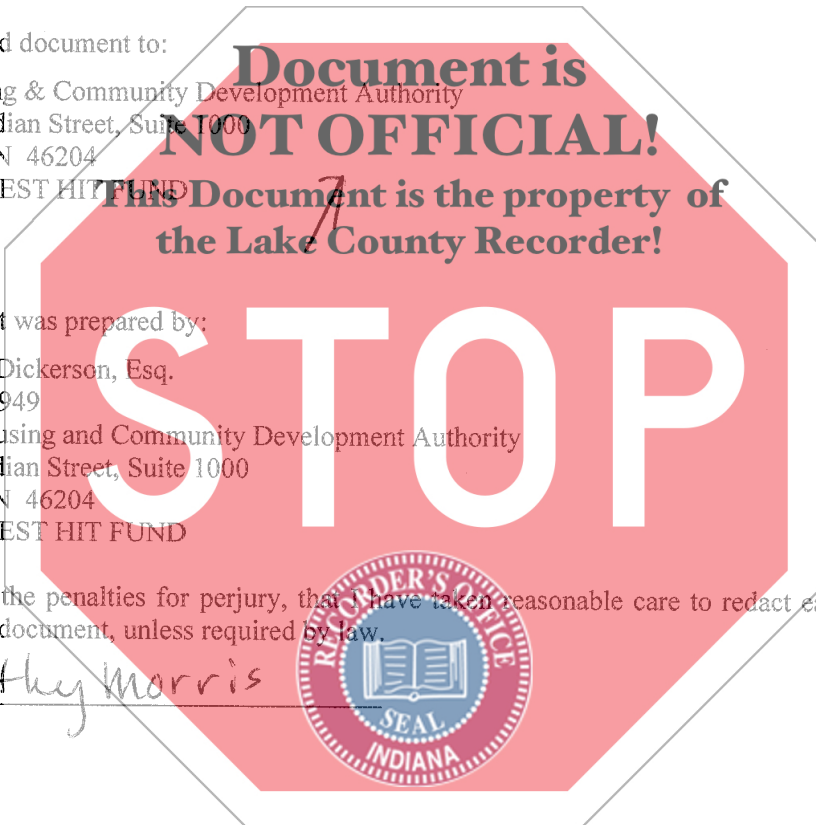 d document to:
Document is
g & Community Development Authority
dian Street, Suite 1000
NOT OFFICIAL!
N 46204
EST HIT FUND
This Document is the property of
the Lake County Recorder!
t was prepared by:
Dickerson, Esq.
949
STOP
using and Community Development Authority
dian Street, Suite 1000
N 46204
EST HIT FUND
the penalties for perjury, that I have taken reasonable care to redact ea
document, unless required by law.
thy Morris
RECORDER'S OFFICE
SEAL
INDIANA